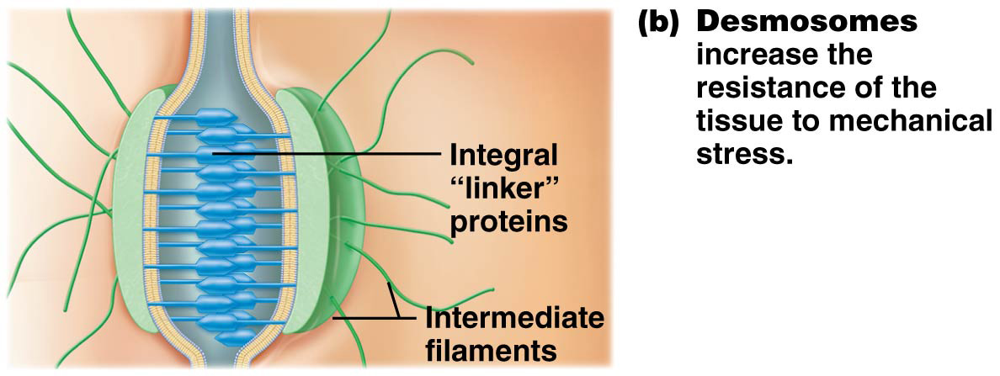 (b) Desmosomes
increase the
resistance of the
tissue to mechanical
stress.
Integral
“linker”
proteins
Intermediate
filaments